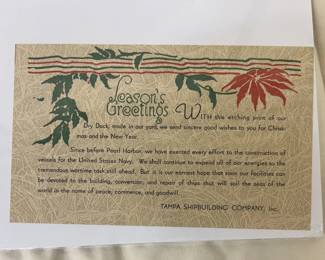 Season's
Greetings
WITH this etching print of our
Dry Dock, made in our yard, we send sincere good wishes to you for Christ-
mas and the New Year.
Since before Pearl Harbor, we have exerted every effort to the construction of
vessels for the United States Navy. We shall continue to expend all of our energies to the
tremendous wartime task still ahead. But it is our earnest hope that soon our facilities can
be devoted to the building, conversion, and repair of ships that will sail the seas of the
world in the name of peace, commerce, and goodwill.
TAMPA SHIPBUILDING COMPANY, Inc.